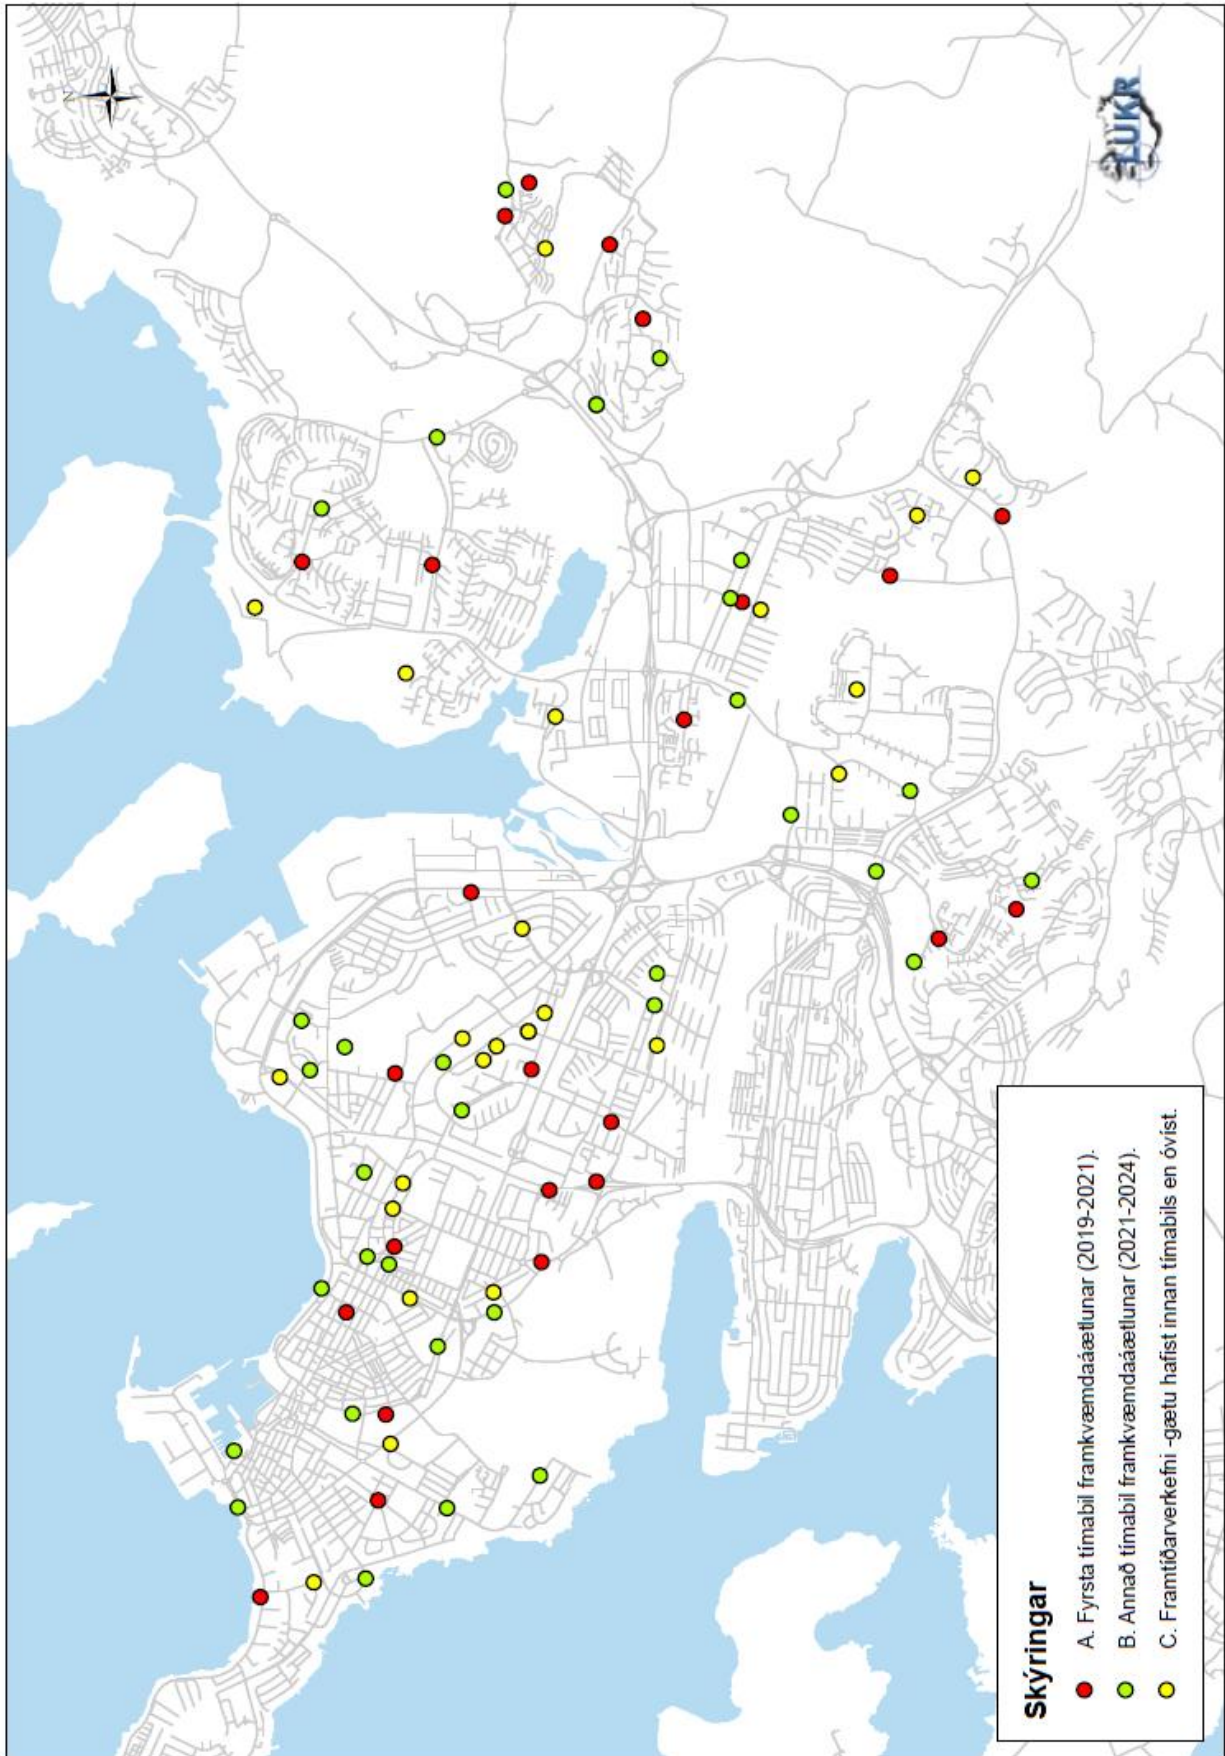 N
LUKR
Skýringar
A. Fyrsta tímabil framkvæmdaáætlunar (2019-2021).
B. Annað tímabil framkvæmdaáætlunar (2021-2024).
C. Framtíðarverkefni -gætu hafist innan tímabils en óvíst.